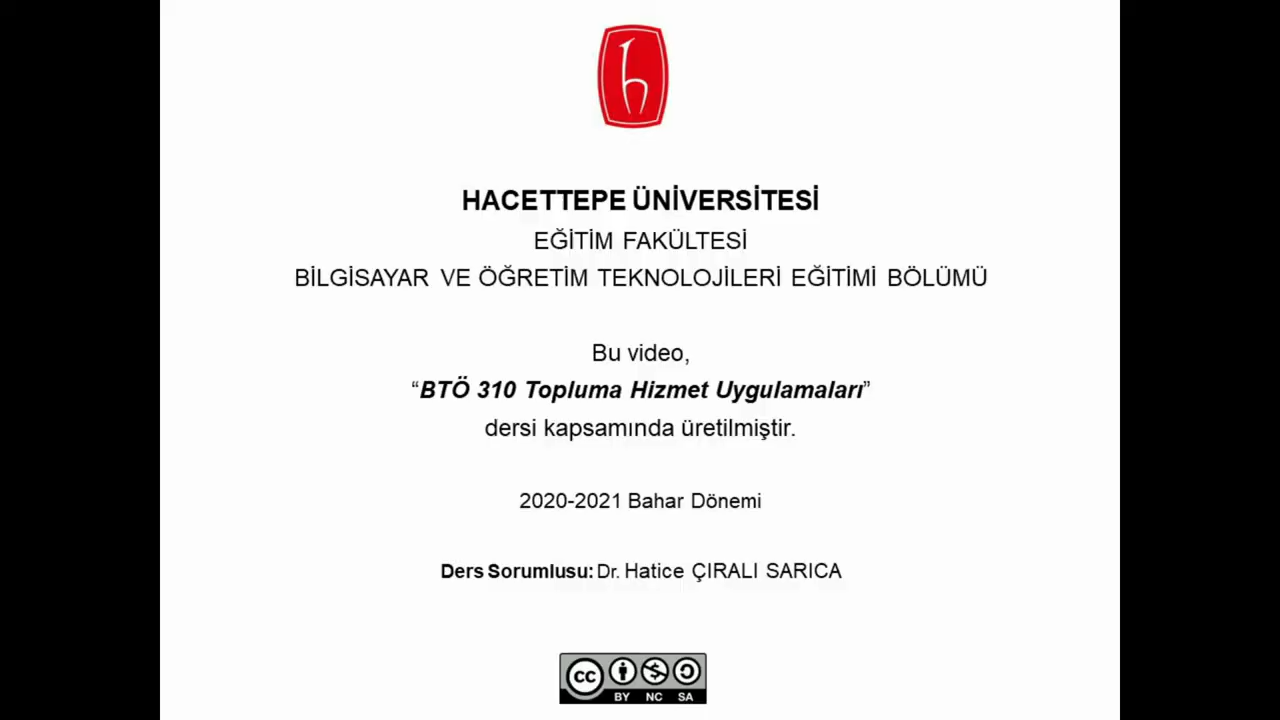 HACETTEPE ÜNİVERSİTESİ
EĞİTİM FAKÜLTESİ
BİLGİSAYAR VE ÖĞRETİM TEKNOLOJİLERİ EĞİTİMİ BÖLÜMÜ
Bu video,
“BTÖ 310 Topluma Hizmet Uygulamaları”
dersi kapsamında üretilmiştir.
2020-2021 Bahar Dönemi
Ders Sorumlusu: Dr. Hatice ÇIRALI SARICA
cc
BY NC SA